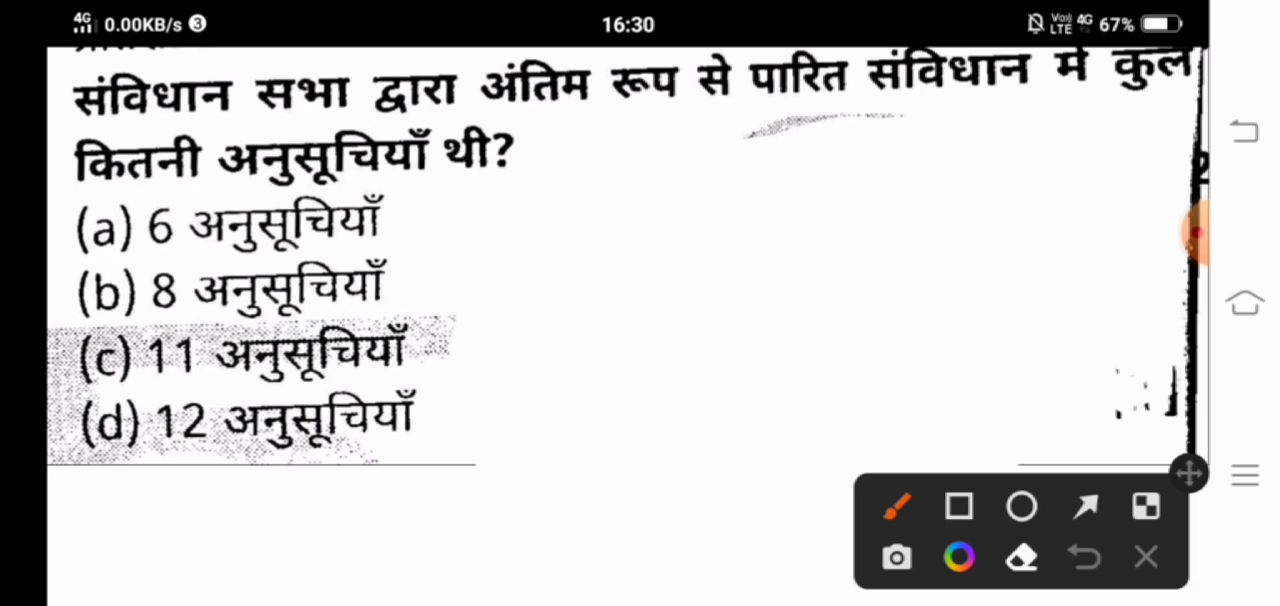 4G 0.00KB/s 3 16:30 Vo) LTE 4G 67%
संविधान सभा द्वारा अंतिम रूप से पारित संविधान में कुल
कितनी अनुसूचियाँ थी?
(a) 6 अनुसूचियाँ
(b) 8 अनुसूचियाँ
(c) 11 अनुसूचियाँ
(d) 12 अनुसूचियाँ